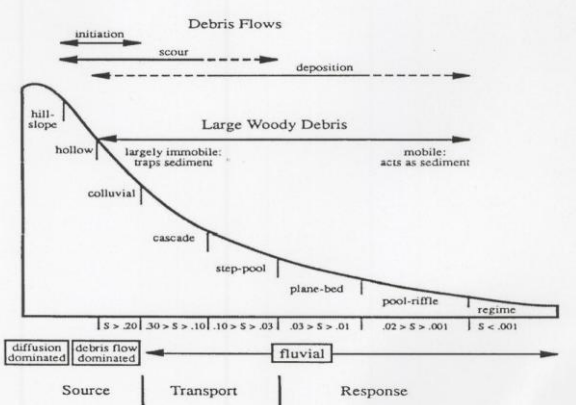 Debris Flows
initiation
scour
deposition
hill-
slope
Large Woody Debris
hollow
largely immobile:
traps sediment
mobile:
acts as sediment
colluvial
cascade
step-pool
plane-bed
pool-riffle
regime
S > .20 .30 > S > .10 .10 > S > .03 .03 > S > .01 .02 > S > .001 S < .001
diffusion
dominated
debris flow
dominated
fluvial
Source Transport Response